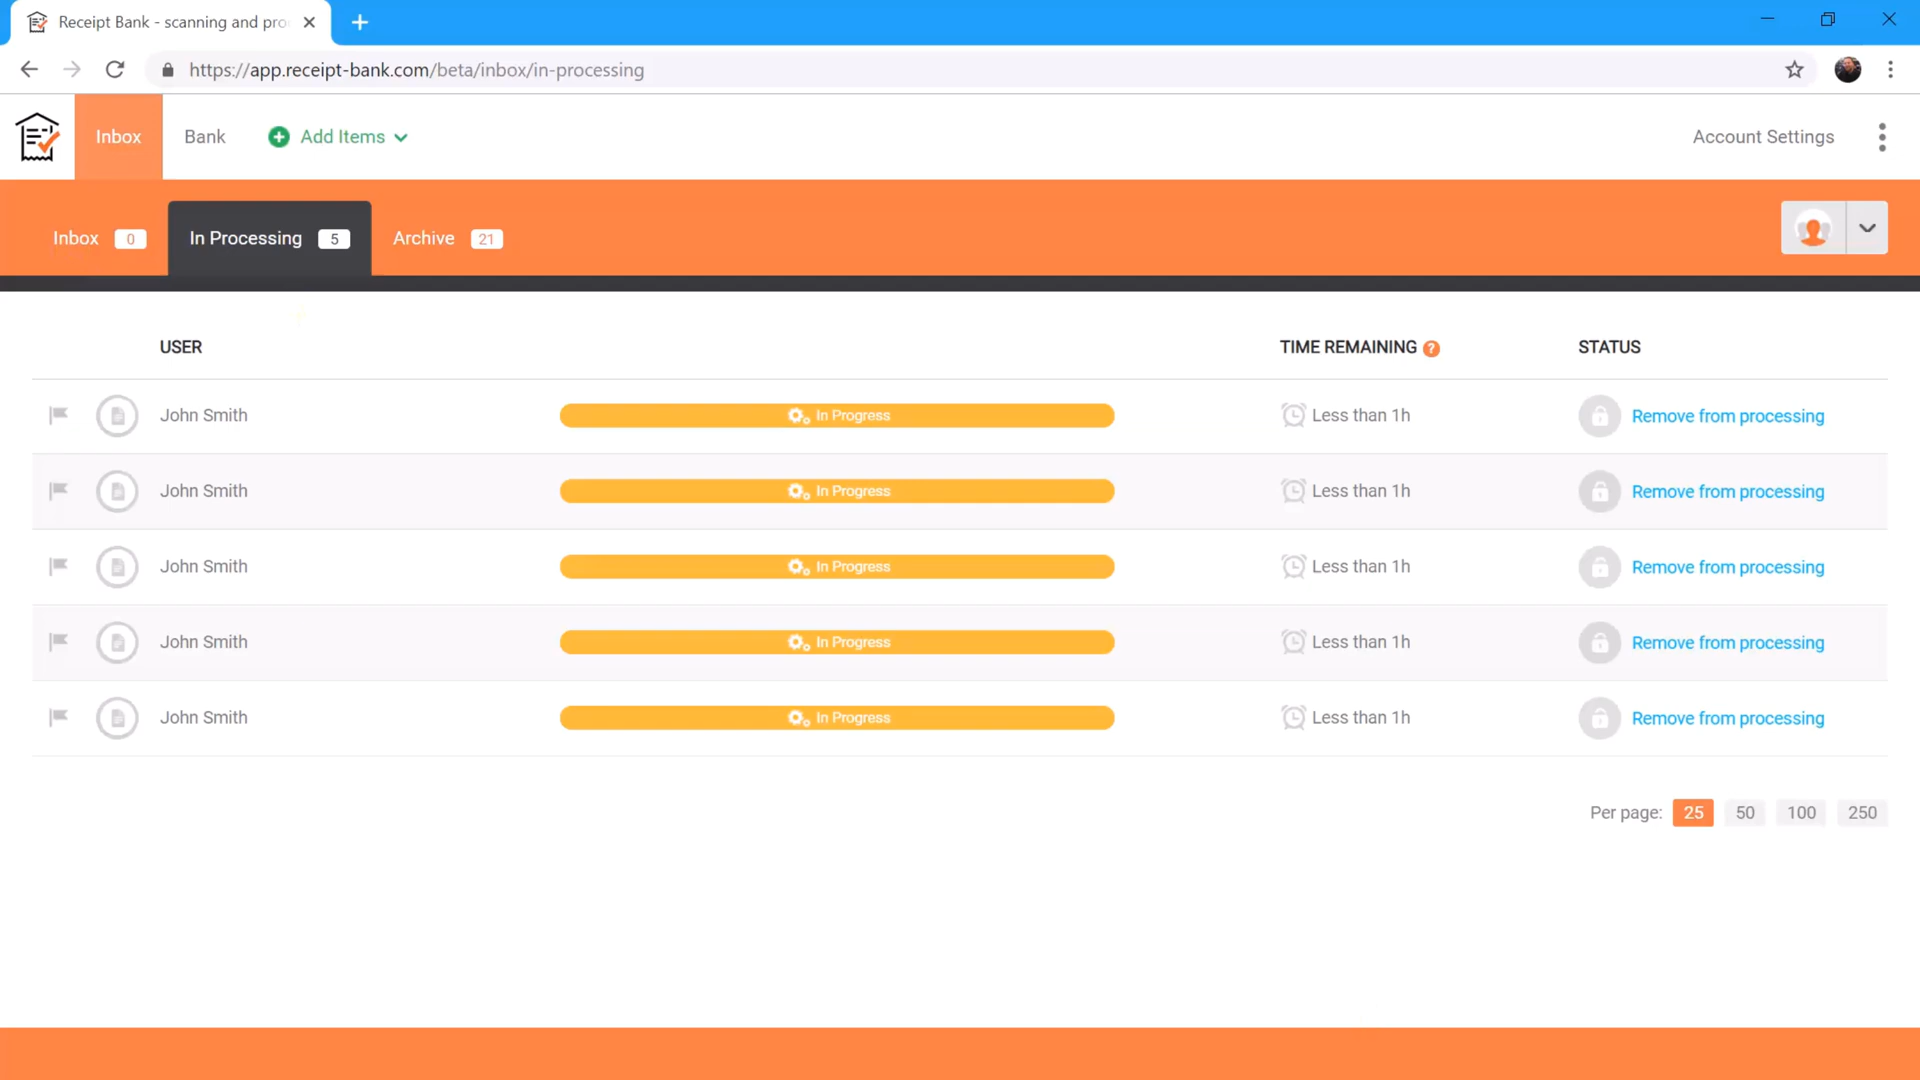 Receipt Bank - scanning and pro
https://app.receipt-bank.com/beta/inbox/in-processing
Inbox Bank Add Items Account Settings
Inbox 0 In Processing 5 Archive 21
USER TIME REMAINING ? STATUS
John Smith In Progress Less than 1h Remove from processing
John Smith In Progress Less than 1h Remove from processing
John Smith In Progress Less than 1h Remove from processing
John Smith In Progress Less than 1h Remove from processing
John Smith In Progress Less than 1h Remove from processing
Per page: 25 50 100 250